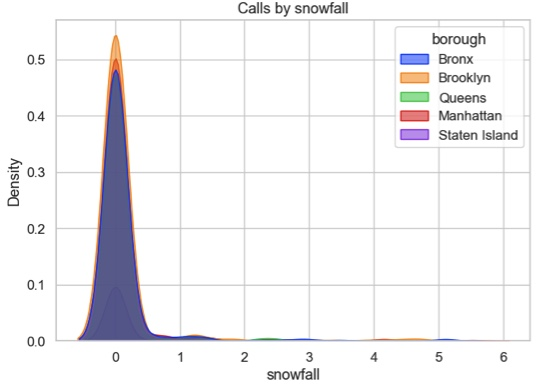 Calls by snowfall
borough
Bronx
Brooklyn
Queens
Manhattan
Staten Island
Density
0.5
0.4
0.3
0.2
0.1
0.0
0 1 2 3 4 5 6
snowfall